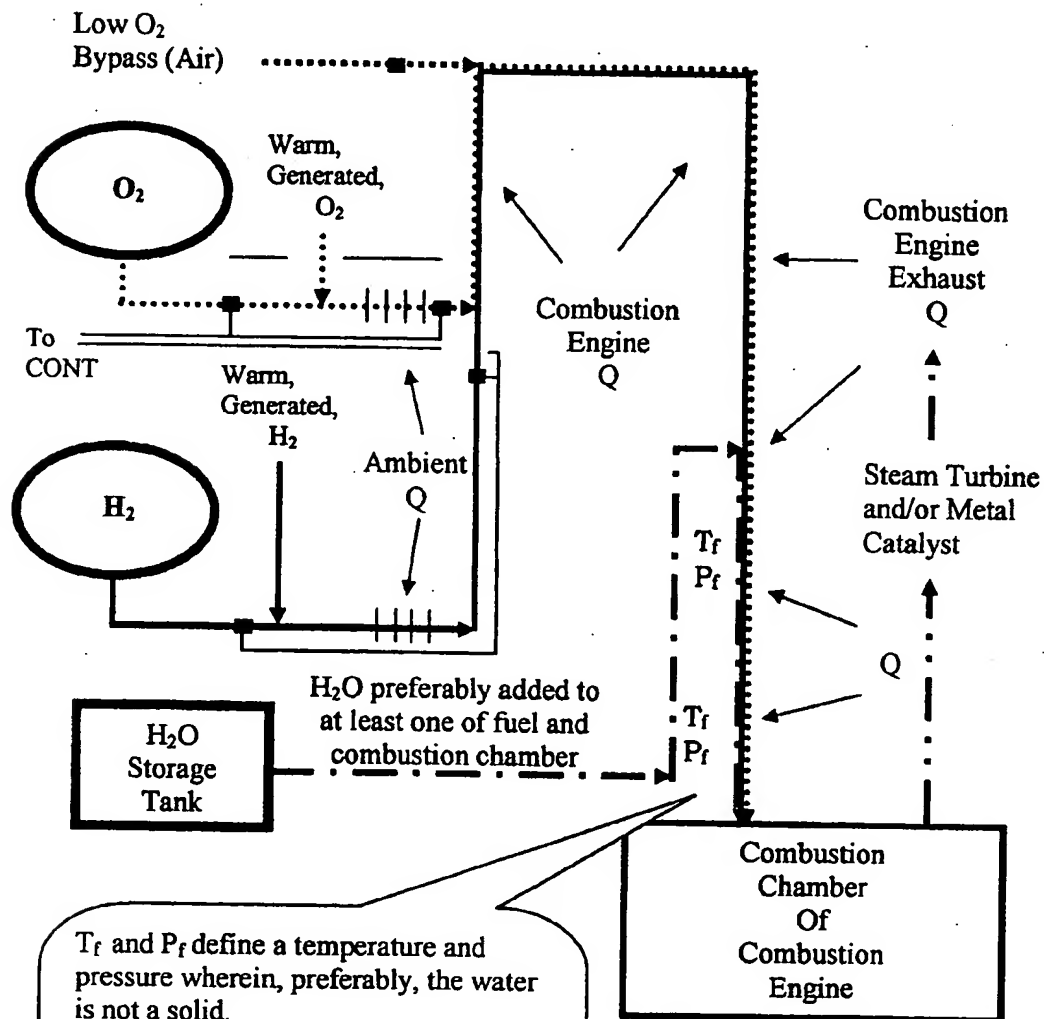 Low O₂
Bypass (Air)
O₂
Warm,
Generated,
O₂
Combustion
Engine
Exhaust
Q
Combustion
Engine
Q
To
CONT
Warm,
Generated,
H₂
Ambient
Q
H₂
Steam Turbine
and/or Metal
Catalyst
Tf
Pf
Q
H₂O preferably added to
at least one of fuel and
combustion chamber
Tf
Pf
H₂O
Storage
Tank
Combustion
Chamber
Of
Combustion
Engine
Tf and Pf define a temperature and
pressure wherein, preferably, the water
is not a solid.